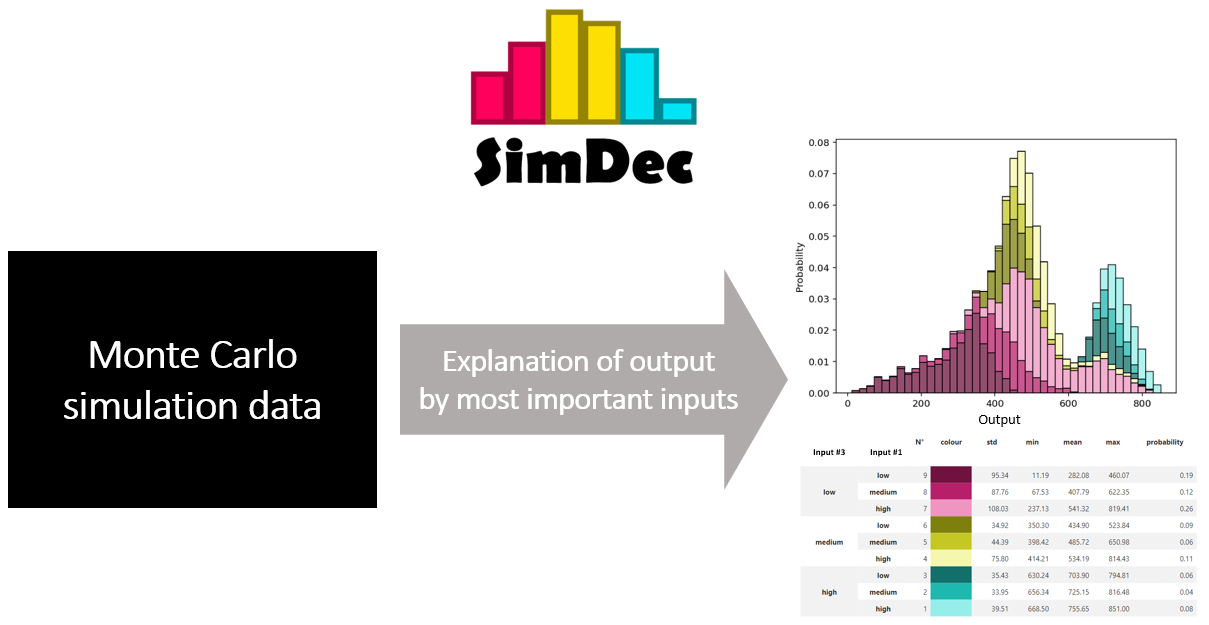 SimDec
Monte Carlo
simulation data
Explanation of output
by most important inputs
0.08
0.07
0.06
0.05
0.04
0.03
0.02
0.01
0.00
Probability
0 200 400 600 800
Output
N° colour std min mean max probability
Input #3 Input #1
low 9 95.34 11.19 282.08 460.07 0.19
low medium 8 87.76 67.53 407.79 622.35 0.12
high 7 108.03 237.13 541.32 819.41 0.26
low 6 34.92 350.30 434.90 523.84 0.09
medium medium 5 44.39 398.42 485.72 650.98 0.06
high 4 75.80 414.21 534.19 814.43 0.11
low 3 35.43 630.24 703.90 794.81 0.06
high medium 2 33.95 656.34 725.15 816.48 0.04
high 1 39.51 668.50 755.65 851.00 0.08